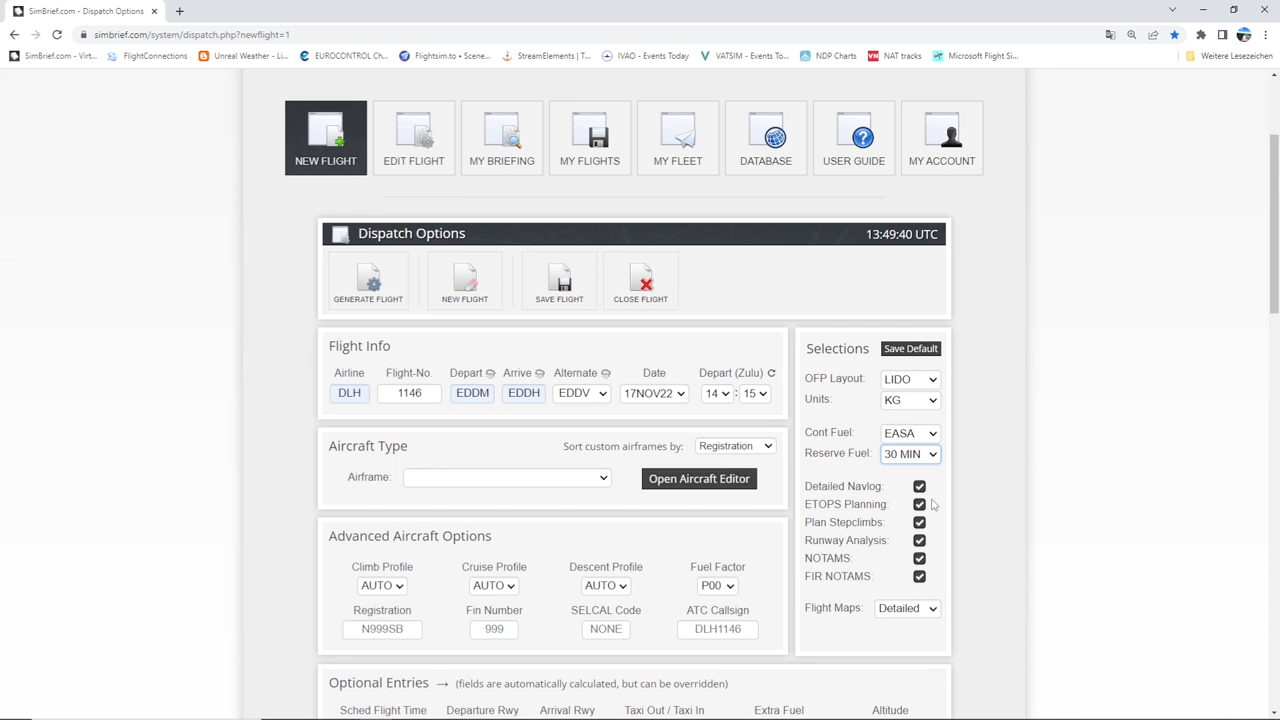 SimBrief.com - Dispatch Options
simbrief.com/system/dispatch.php?newflight=1
SimBrief.com - Virt... FlightConnections Unreal Weather - Li... EUROCONTROL Ch... Flightsim.to • Scene... StreamElements | T... IVAO - Events Today VATSIM - Events To... NDP Charts NAT tracks Microsoft Flight Si... Weitere Lesezeichen
NEW FLIGHT EDIT FLIGHT MY BRIEFING MY FLIGHTS MY FLEET DATABASE USER GUIDE MY ACCOUNT
Dispatch Options 13:49:40 UTC
GENERATE FLIGHT NEW FLIGHT SAVE FLIGHT CLOSE FLIGHT
Flight Info
Airline Flight-No. Depart Arrive Alternate Date Depart (Zulu)
DLH 1146 EDDM EDDH EDDV 17NOV22 14 : 15
Aircraft Type Sort custom airframes by: Registration
Airframe: Open Aircraft Editor
Advanced Aircraft Options
Climb Profile Cruise Profile Descent Profile Fuel Factor
AUTO AUTO AUTO P00
Registration Fin Number SELCAL Code ATC Callsign
N999SB 999 NONE DLH1146
Selections Save Default
OFP Layout: LIDO
Units: KG
Cont Fuel: EASA
Reserve Fuel: 30 MIN
Detailed Navlog:
ETOPS Planning:
Plan Stepclimbs:
Runway Analysis:
NOTAMS:
FIR NOTAMS:
Flight Maps: Detailed
Optional Entries → (fields are automatically calculated, but can be overridden)
Sched Flight Time Departure Rwy Arrival Rwy Taxi Out / Taxi In Extra Fuel Altitude